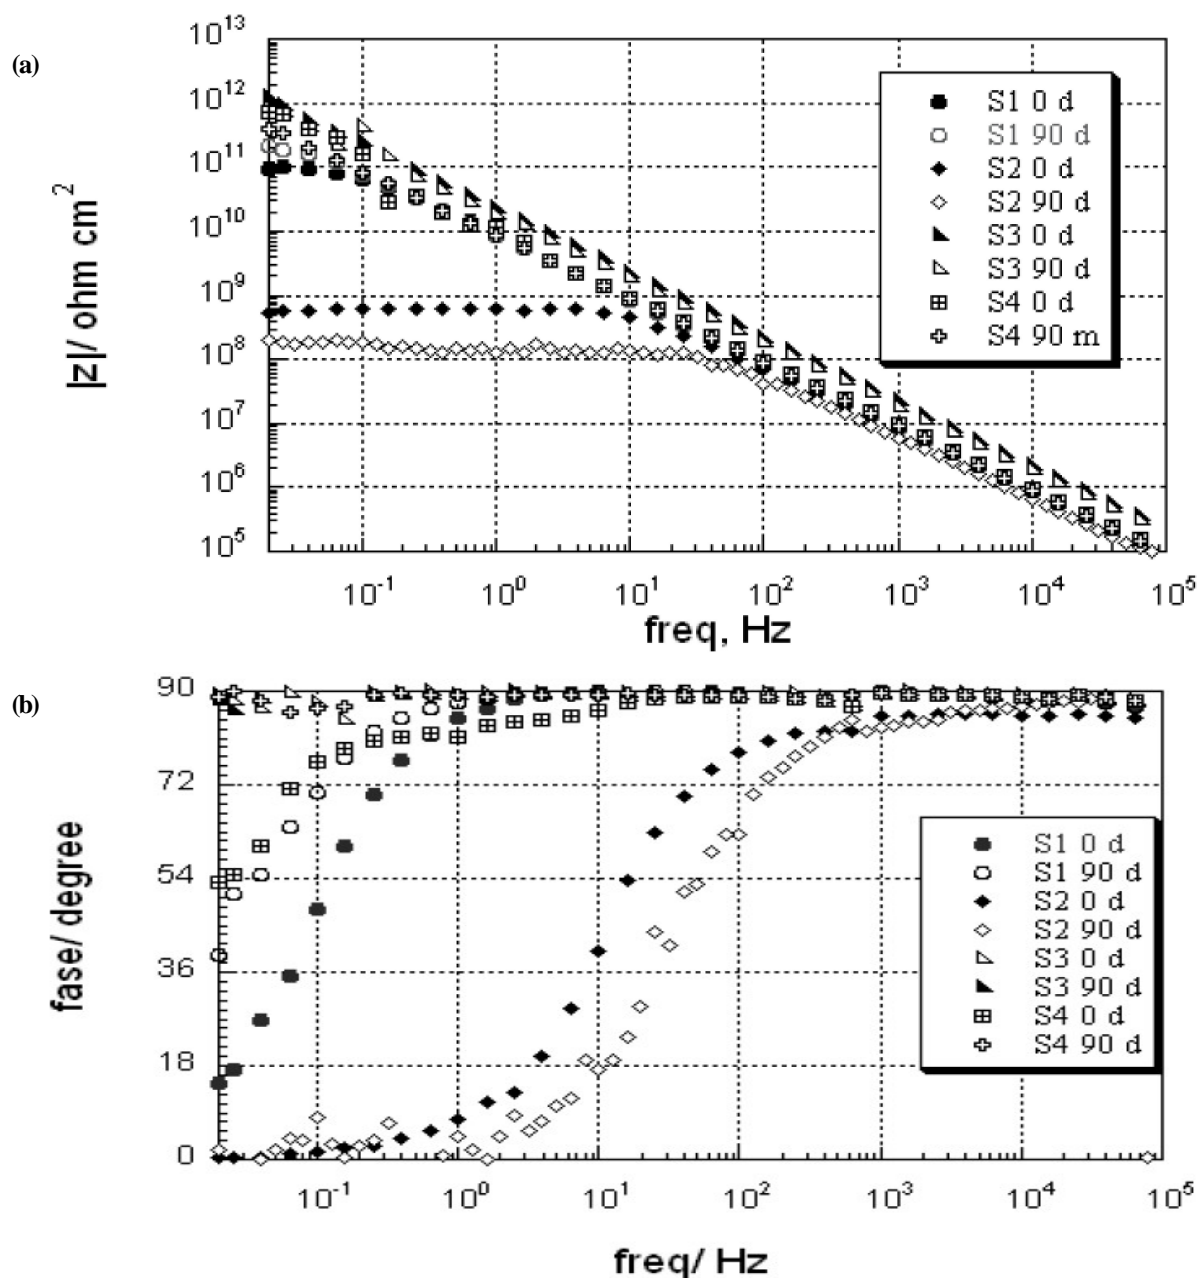 (a)
10^13
10^12
10^11
10^10
10^9
10^8
10^7
10^6
10^5
|z|/ ohm cm^2
S1 0 d
S1 90 d
S2 0 d
S2 90 d
S3 0 d
S3 90 d
S4 0 d
S4 90 m
10^-1 10^0 10^1 10^2 10^3 10^4 10^5
freq, Hz
(b)
90
72
54
36
18
0
fase/ degree
S1 0 d
S1 90 d
S2 0 d
S2 90 d
S3 0 d
S3 90 d
S4 0 d
S4 90 d
10^-1 10^0 10^1 10^2 10^3 10^4 10^5
freq/ Hz